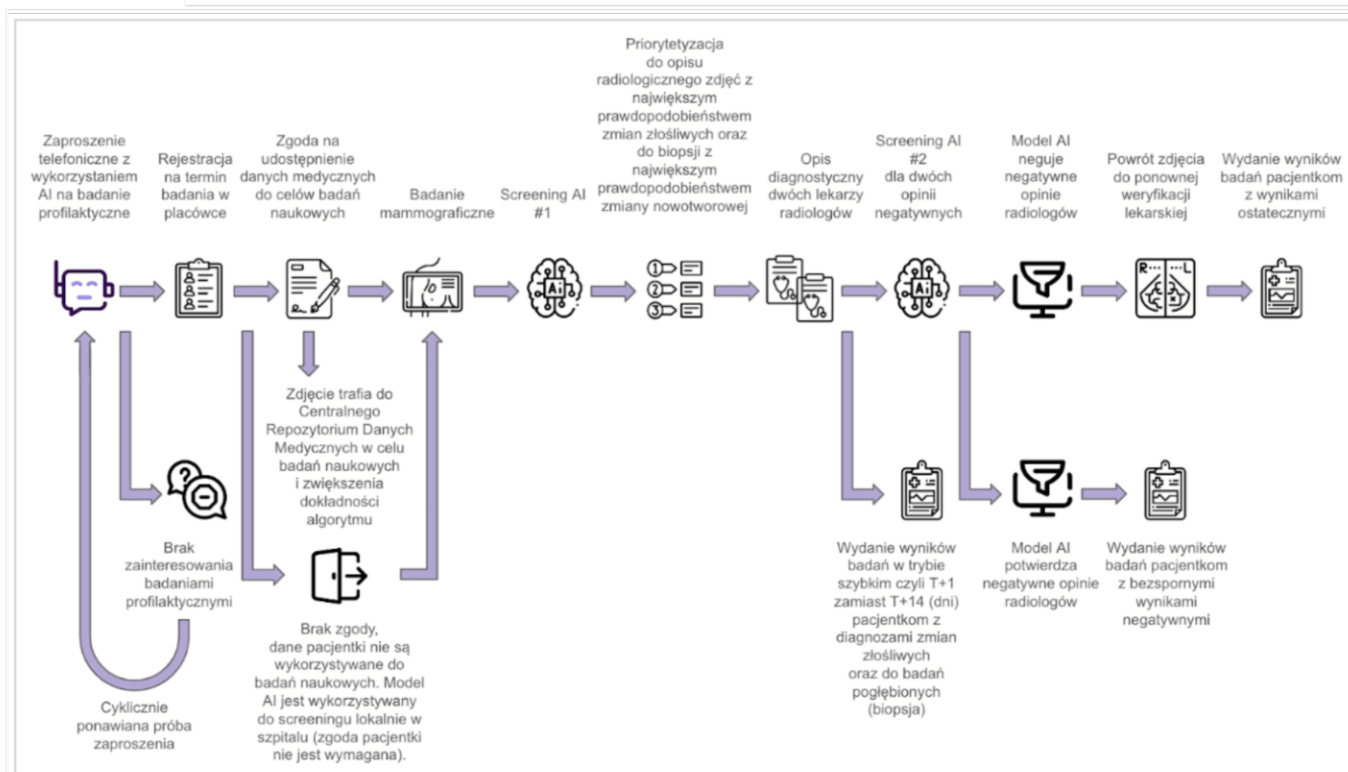 Zaproszenie
telefoniczne z
wykorzystaniem
AI na badanie
profilaktyczne
Rejestracja
na termin
badania w
placówce
Zgoda na
udostępnienie
danych medycznych
do celów badań
naukowych
Badanie
mammograficzne
Screening AI
#1
Priorytetyzacja
do opisu
radiologicznego zdjęć z
największym
prawdopodobieństwem
zmian złośliwych oraz
do biopsji z
największym
prawdopodobieństwem
zmiany nowotworowej
Opis
diagnostyczny
dwóch lekarzy
radiologów
Screening AI
#2
dla dwóch
opinii
negatywnych
Model AI
neguje
negatywne
opinie
radiologów
Powrót zdjęcia
do ponownej
weryfikacji
lekarskiej
Wydanie wyników
badań pacjentkom
z wynikami
ostatecznymi
Ai
1
2
3
Ai
R
L
Zdjęcie trafia do
Centralnego
Repozytorium Danych
Medycznych w celu
badań naukowych
i zwiększenia
dokładności
algorytmu
?
Brak
zainteresowania
badaniami
profilaktycznymi
Cyklicznie
ponawiana próba
zaproszenia
Brak zgody,
dane pacjentki nie są
wykorzystywane do
badań naukowych. Model
AI jest wykorzystywany
do screeningu lokalnie w
szpitalu (zgoda pacjentki
nie jest wymagana).
Wydanie wyników
badań w trybie
szybkim czyli T+1
zamiast T+14 (dni)
pacjentkom z
diagnozami zmian
złośliwych
oraz do badań
pogłębionych
(biopsja)
Model AI
potwierdza
negatywne opinie
radiologów
Wydanie wyników
badań pacjentkom
z bezspornymi
wynikami
negatywnymi